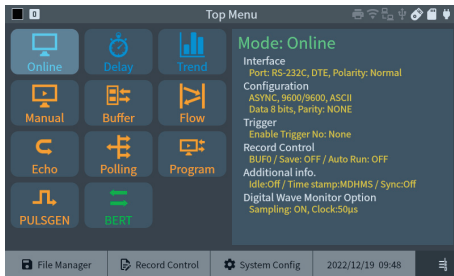 0
Top Menu
Online
Delay
Trend
Manual
Buffer
Flow
Echo
Polling
Program
PULSGEN
BERT
Mode: Online
Interface
Port: RS-232C, DTE, Polarity: Normal
Configuration
ASYNC, 9600/9600, ASCII
Data 8 bits, Parity: NONE
Trigger
Enable Trigger No: None
Record Control
BUF0 / Save: OFF / Auto Run: OFF
Additional info.
Idle:Off / Time stamp:MDHMS / Sync:Off
Digital Wave Monitor Option
Sampling: ON, Clock:50µs
File Manager
Record Control
System Config
2022/12/19 09:48